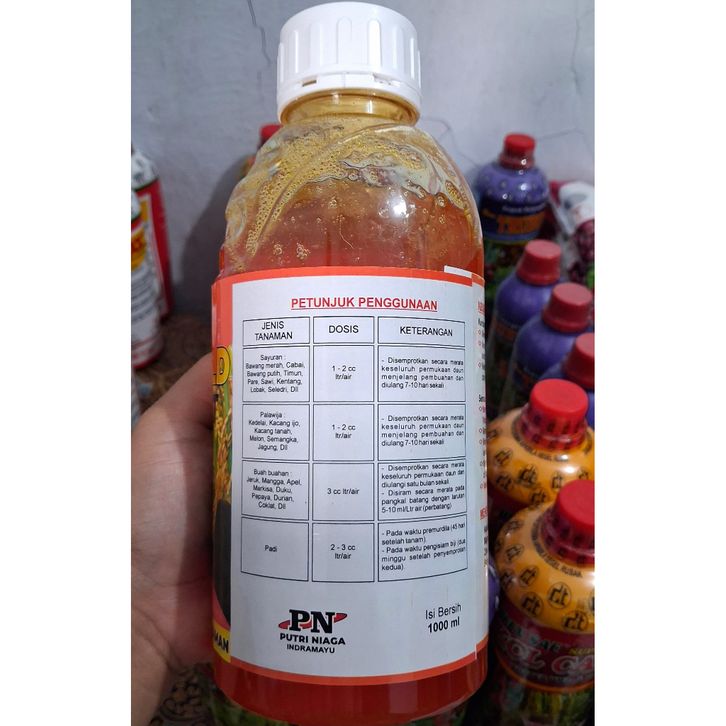 PETUNJUK PENGGUNAAN
JENIS TANAMAN
DOSIS
KETERANGAN
Sayuran :
Bawang merah, Cabai,
Bawang putih, Timun,
Pare, Sawi, Kentang,
Lobak, Seledri, Dll
1 - 2 cc
ltr/air
- Disemprotkan secara merata
keseluruh permukaan daun
menjelang pembuahan dan
diulang 7-10 hari sekali
Palawija :
Kedelai, Kacang ijo,
Kacang tanah,
Melon, Semangka,
Jagung, Dll
1 - 2 cc
ltr/air
- Disemprotkan secara merata
keseluruh permukaan daun
menjelang pembuahan dan
diulang 7-10 hari sekali
Buah buahan :
Jeruk, Mangga, Apel,
Markisa, Duku,
Pepaya, Durian,
Coklat, Dll
3 cc ltr/air
- Disemprotkan secara merata
keseluruh permukaan daun dan
diulangi satu bulan sekali.
- Disiram secara merata pada
pangkal batang dengan larutan
5-10 ml/Ltr air (perbatang)
Padi
2 - 3 cc
ltr/air
- Pada waktu premurdila (45 hari
setelah tanam).
- Pada waktu pengisiam biji (dua
minggu setelah penyemprotan
kedua).
PN
PUTRI NIAGA
INDRAMAYU
Isi Bersih
1000 ml